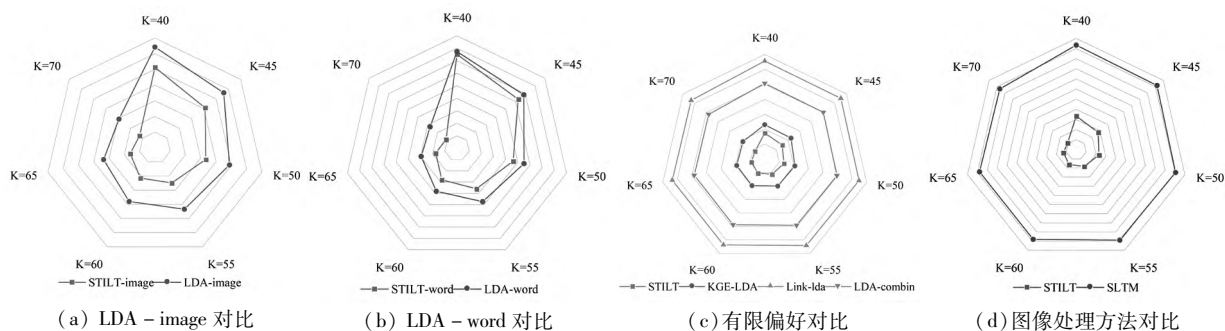 K=40
K=45
K=50
K=55
K=60
K=65
K=70
STILT-image LDA-image
(a) LDA-image 对比
K=40
K=45
K=50
K=55
K=60
K=65
K=70
STILT-word LDA-word
(b) LDA-word 对比
K=40
K=45
K=50
K=55
K=60
K=65
K=70
STILT KGE-LDA Link-lda LDA-combin
(c)有限偏好对比
K=40
K=45
K=50
K=55
K=60
K=65
K=70
STILT SLTM
(d)图像处理方法对比